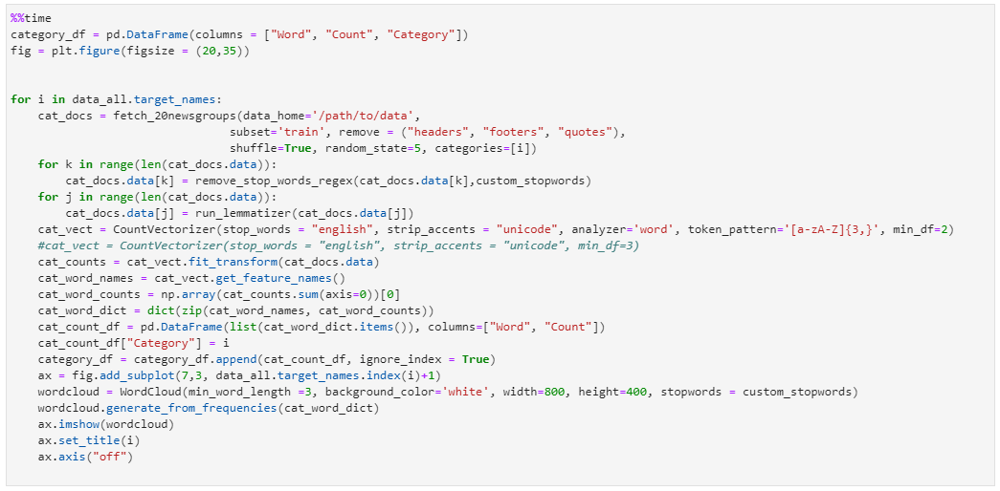 %%time
category_df = pd.DataFrame(columns = ["Word", "Count", "Category"])
fig = plt.figure(figsize = (20,35))
for i in data_all.target_names:
    cat_docs = fetch_20newsgroups(data_home='/path/to/data',
                               subset='train', remove = ("headers", "footers", "quotes"),
                               shuffle=True, random_state=5, categories=[i])
    for k in range(len(cat_docs.data)):
        cat_docs.data[k] = remove_stop_words_regex(cat_docs.data[k],custom_stopwords)
    for j in range(len(cat_docs.data)):
        cat_docs.data[j] = run_lemmatizer(cat_docs.data[j])
    cat_vect = CountVectorizer(stop_words = "english", strip_accents = "unicode", analyzer='word', token_pattern='[a-zA-Z]{3,}', min_df=2)
    #cat_vect = CountVectorizer(stop_words = "english", strip_accents = "unicode", min_df=3)
    cat_counts = cat_vect.fit_transform(cat_docs.data)
    cat_word_names = cat_vect.get_feature_names()
    cat_word_counts = np.array(cat_counts.sum(axis=0))[0]
    cat_word_dict = dict(zip(cat_word_names, cat_word_counts))
    cat_count_df = pd.DataFrame(list(cat_word_dict.items()), columns=["Word", "Count"])
    cat_count_df["Category"] = i
    category_df = category_df.append(cat_count_df, ignore_index = True)
    ax = fig.add_subplot(7,3, data_all.target_names.index(i)+1)
    wordcloud = WordCloud(min_word_length =3, background_color='white', width=800, height=400, stopwords = custom_stopwords)
    wordcloud.generate_from_frequencies(cat_word_dict)
    ax.imshow(wordcloud)
    ax.set_title(i)
    ax.axis("off")